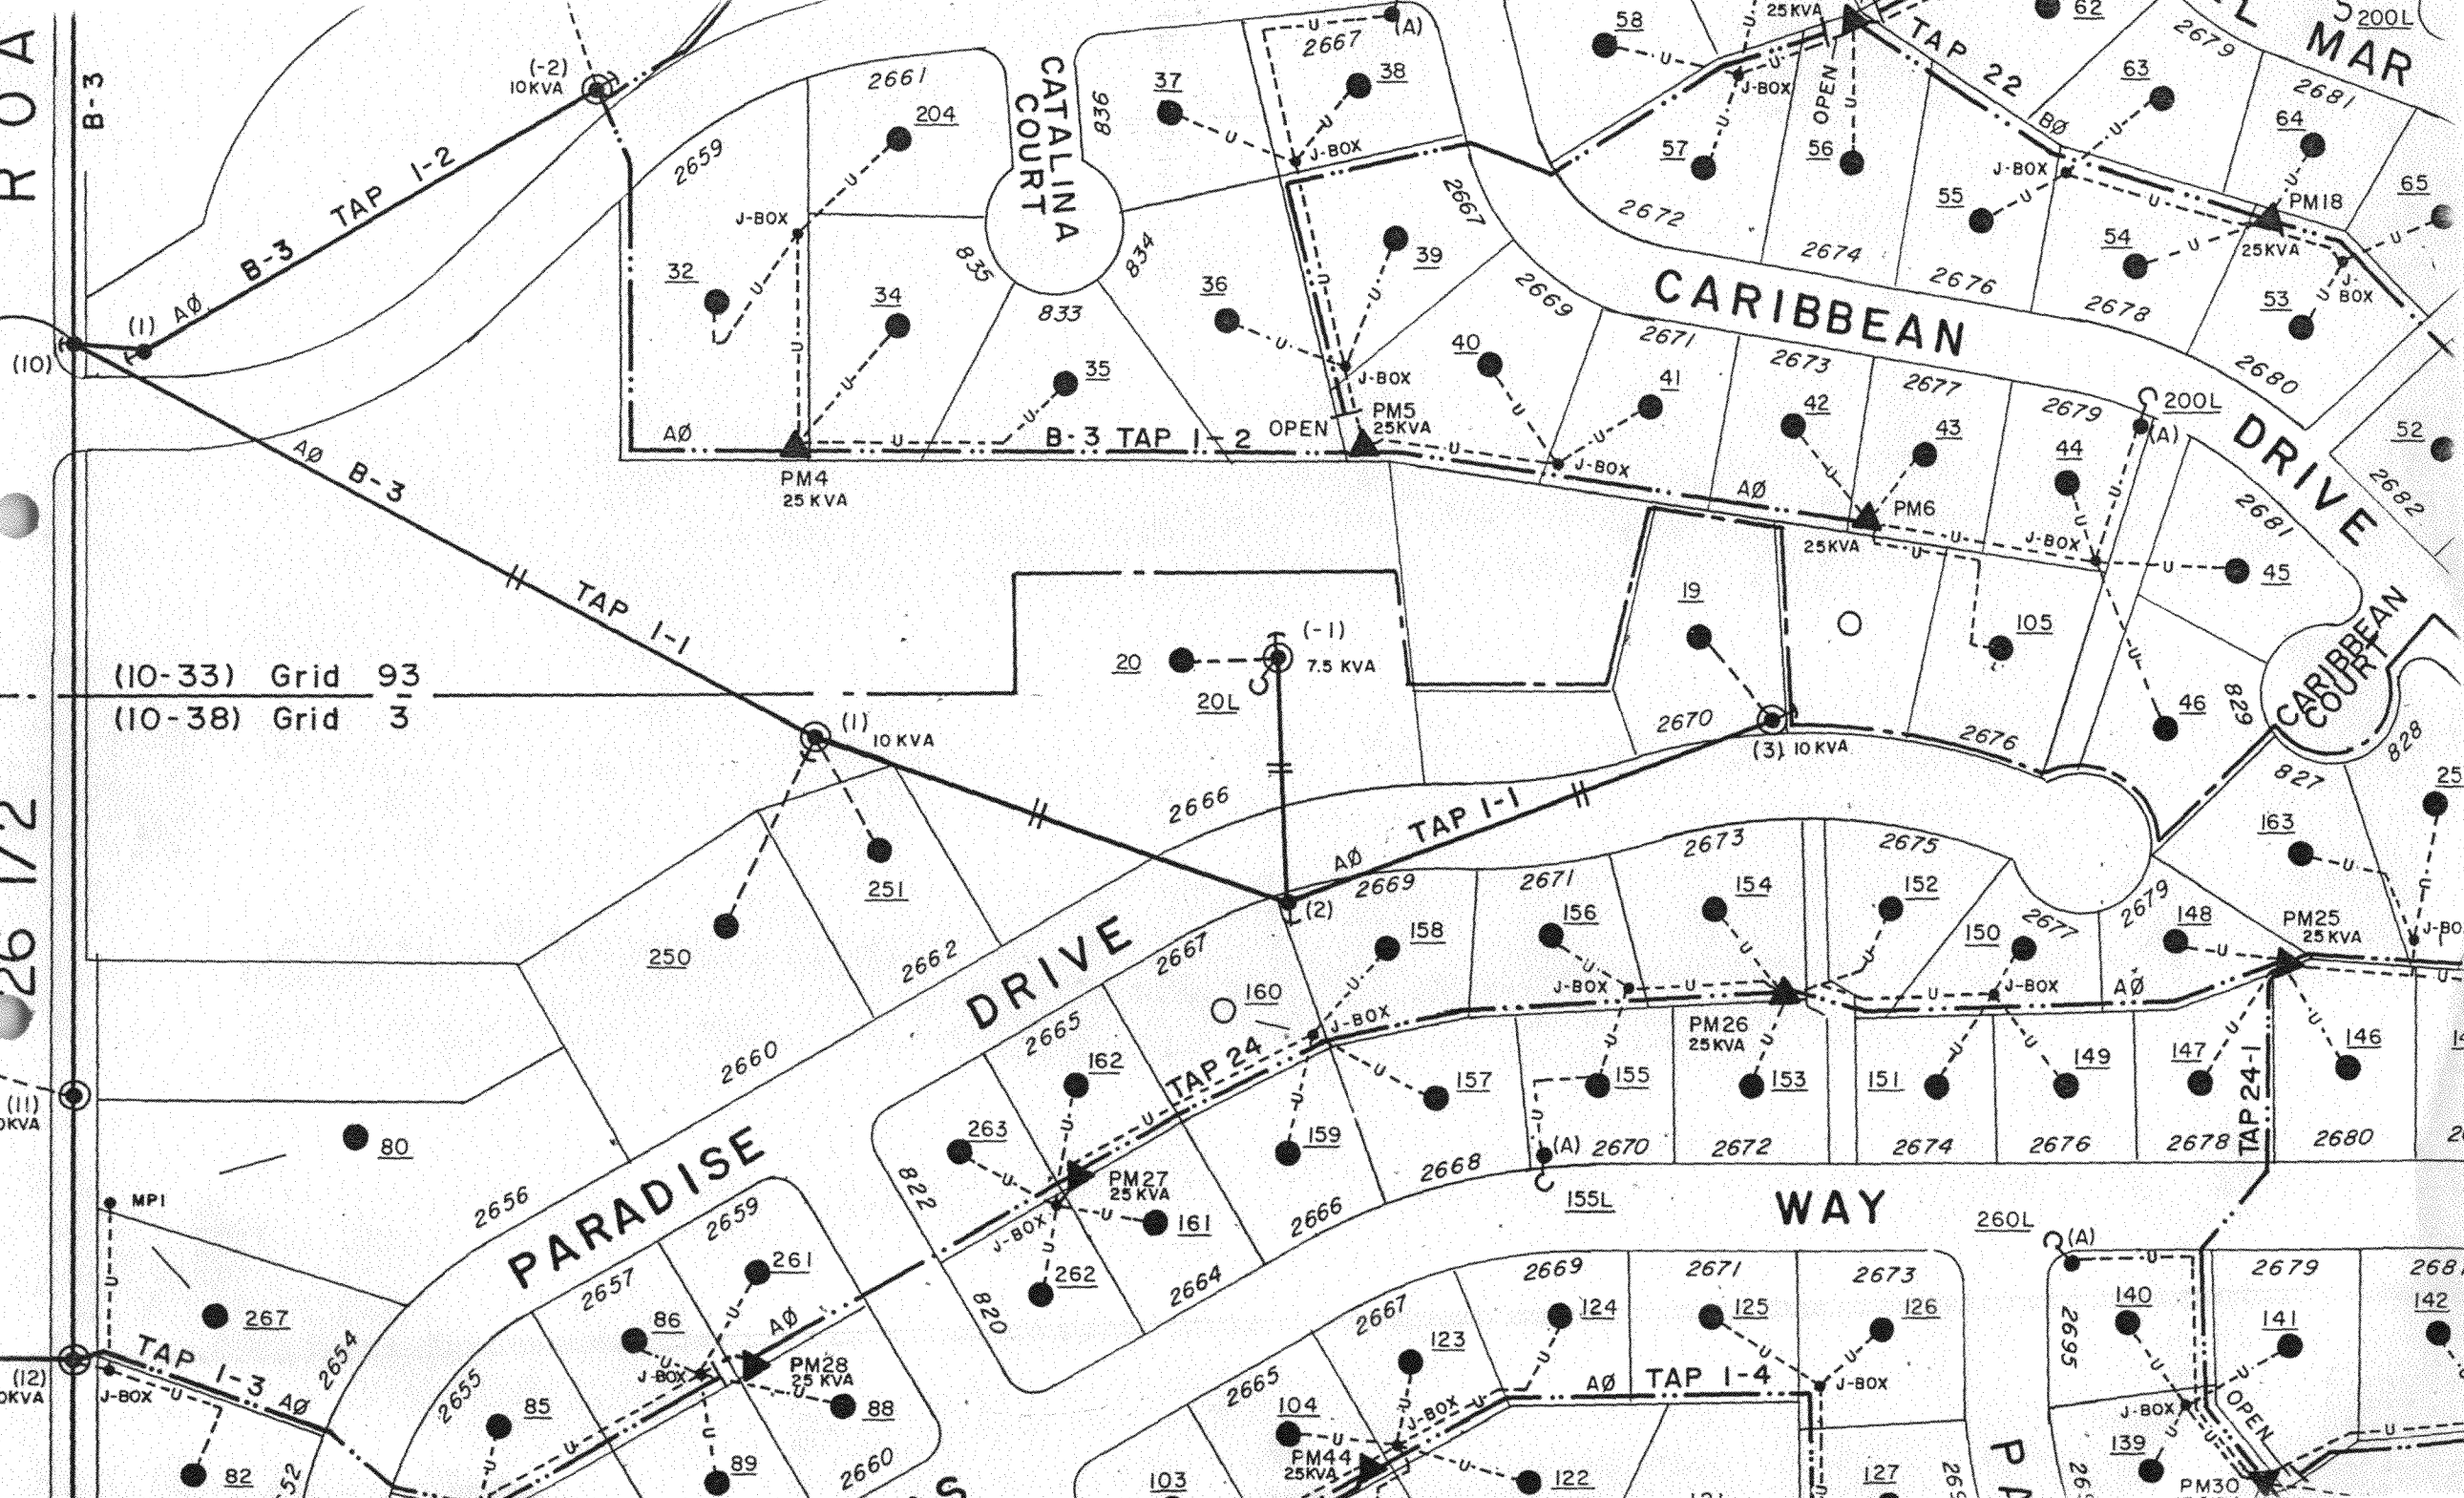 ROA
B-3
(-2)
10KVA
2661
204
2659
B-3 TAP 1-2
AØ
(1)
(10)
J-BOX
32
34
835
833
834
35
CATALINA
COURT
836
37
2667
(A)
38
J-BOX
36
39
2667
J-BOX
AØ
B-3 TAP 1-2
OPEN
PM4
25 KVA
PM5
25KVA
58
25 KVA
TAP 22
62
2679
200L
MAR
J-BOX
OPEN
57
56
63
2681
64
BØ
J-BOX
55
65
PM18
25KVA
54
2672
2674
2676
2678
53
J-
BOX
2680
CARIBBEAN
DRIVE
2669
2671
2673
2677
2679
200L
(A)
40
41
42
43
44
52
2682
J-BOX
AØ
PM6
25KVA
J-BOX
2681
45
AØ B-3
TAP 1-1
(10-33) Grid 93
(10-38) Grid 3
20
(-1)
7.5 KVA
20L
19
105
46
829
CARIBBEAN
COURT
828
827
(1)
10 KVA
2670
(3) 10 KVA
2676
2666
TAP 1-1
AØ
(2)
251
250
2662
2660
26 1/2
DRIVE
PARADISE
2669
2671
2673
2675
2677
2679
158
156
154
152
150
148
163
PM25
25 KVA
2667
160
J-BOX
J-BOX
J-BOX
AØ
PM26
25 KVA
2665
162
TAP 24
157
155
153
151
149
147
146
TAP 24-1
(11)
80
263
PM27
25 KVA
161
159
2668
(A)
2670
2672
2674
2676
2678
2680
155L
WAY
822
J-BOX
262
2664
2666
820
MP1
2656
2659
261
2657
86
AØ
PM28
25 KVA
J-BOX
88
267
TAP 1-3
AØ
2654
2655
85
(12)
J-BOX
82
89
2660
2667
2669
2671
2673
124
125
126
123
2665
104
J-BOX
AØ
TAP 1-4
J-BOX
PM44
25KVA
122
103
127
260L
(A)
2695
140
2679
141
142
J-BOX
OPEN
139
PM30